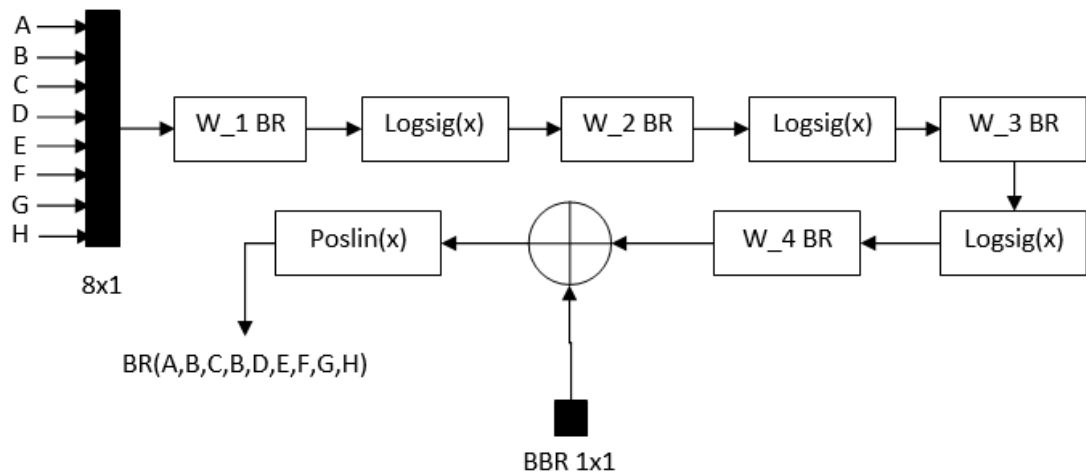 A
B
C
D
E
F
G
H
8x1
W_1 BR
Logsig(x)
W_2 BR
Logsig(x)
W_3 BR
Logsig(x)
W_4 BR
Poslin(x)
BR(A,B,C,B,D,E,F,G,H)
BBR 1x1